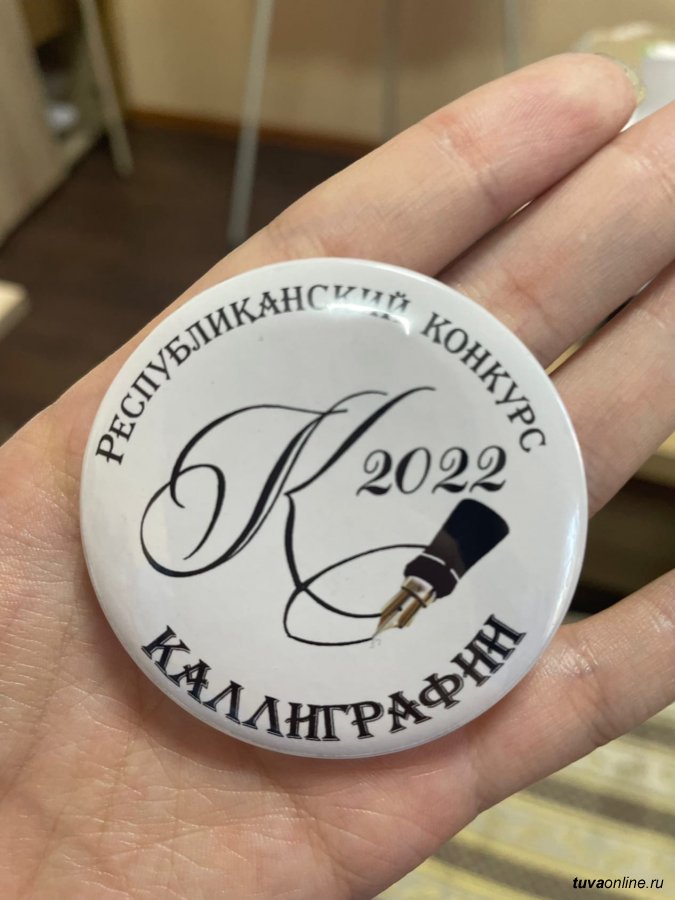 Республиканский конкурс
К 2022
КАЛЛИГРАФИИ
tuvaonline.ru